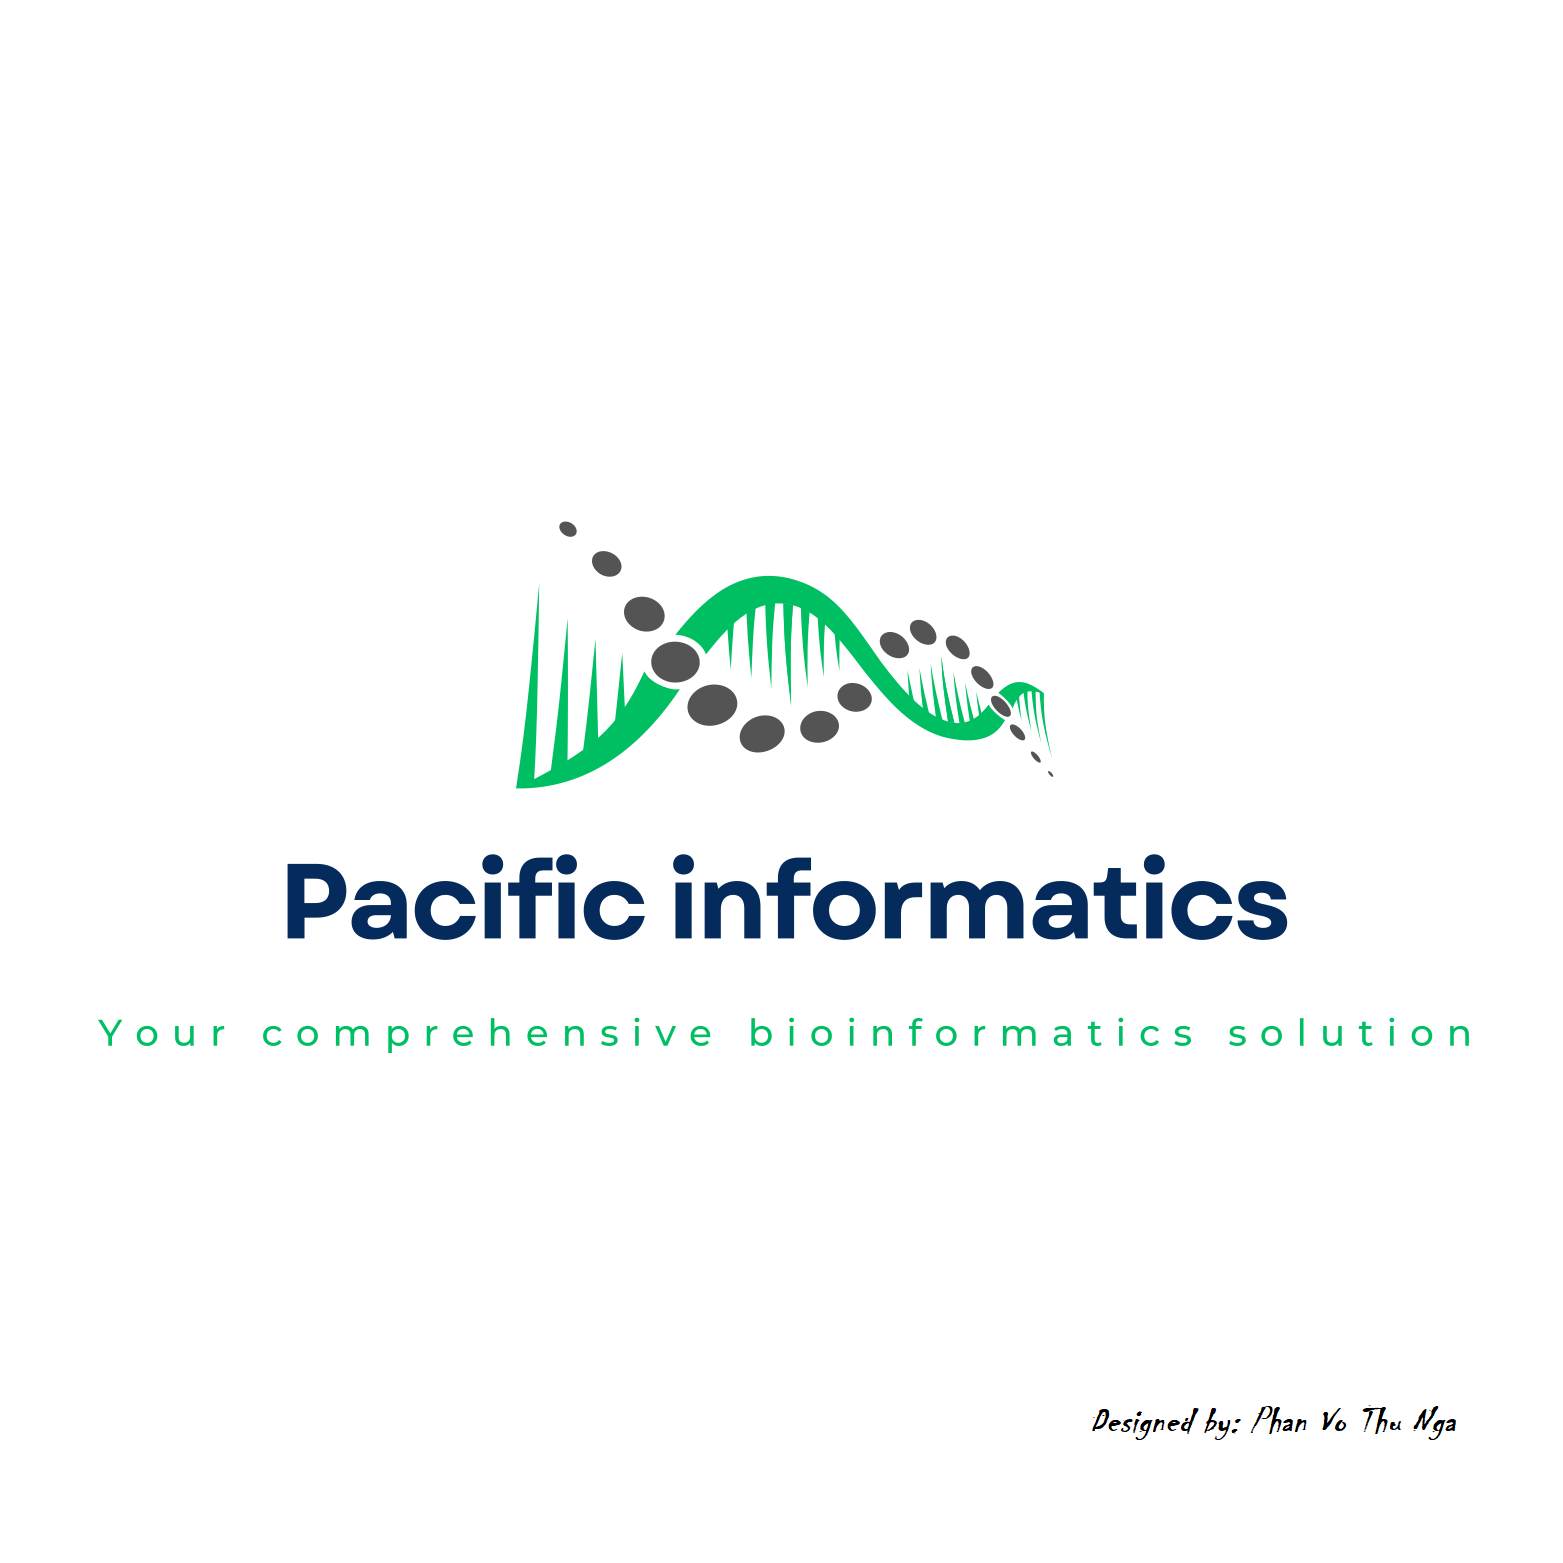 Pacific informatics
Your comprehensive bioinformatics solution
Designed by: Phan Vo Thu Nga